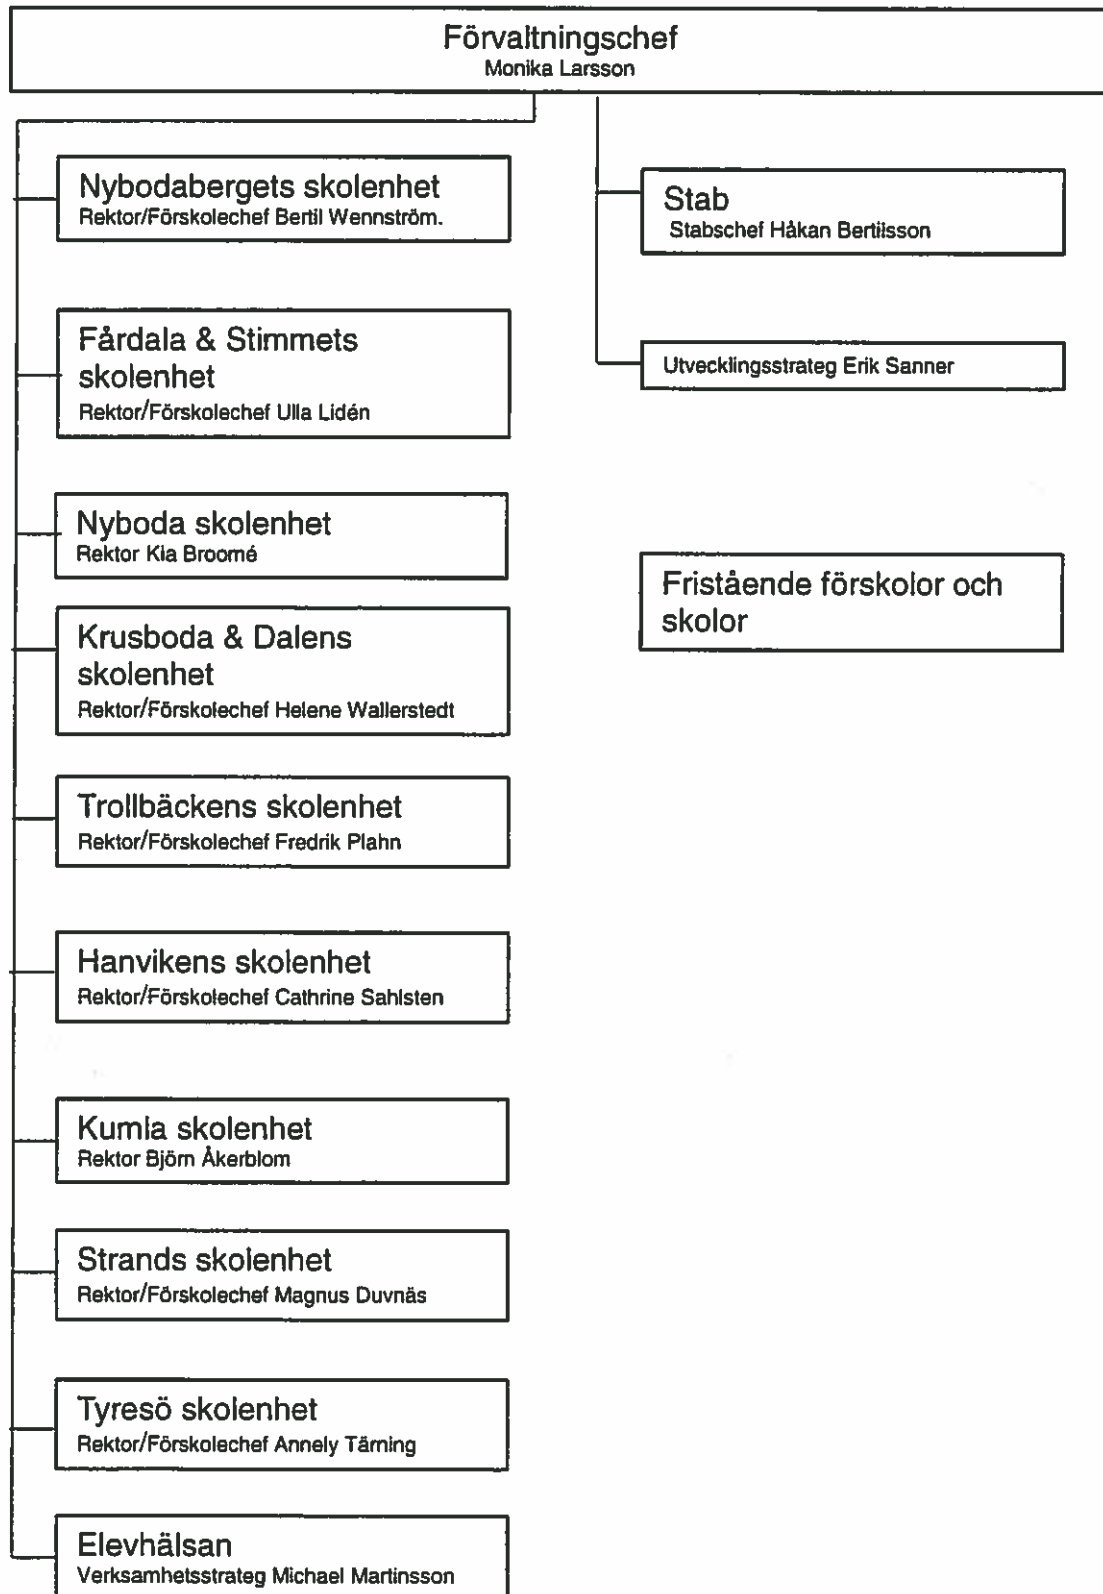 Förvaltningschef
Monika Larsson
Nybodabergets skolenhet
Rektor/Förskolechef Bertil Wennström.
Fårdala & Stimmets
skolenhet
Rektor/Förskolechef Ulla Lidén
Nyboda skolenhet
Rektor Kia Broomé
Krusboda & Dalens
skolenhet
Rektor/Förskolechef Helene Wallerstedt
Trollbäckens skolenhet
Rektor/Förskolechef Fredrik Plahn
Hanvikens skolenhet
Rektor/Förskolechef Cathrine Sahlsten
Kumla skolenhet
Rektor Björn Åkerblom
Strands skolenhet
Rektor/Förskolechef Magnus Duvnäs
Tyresö skolenhet
Rektor/Förskolechef Annely Tärning
Elevhälsan
Verksamhetsstrateg Michael Martinsson
Stab
Stabschef Håkan Bertilsson
Utvecklingsstrateg Erik Sanner
Fristående förskolor och
skolor